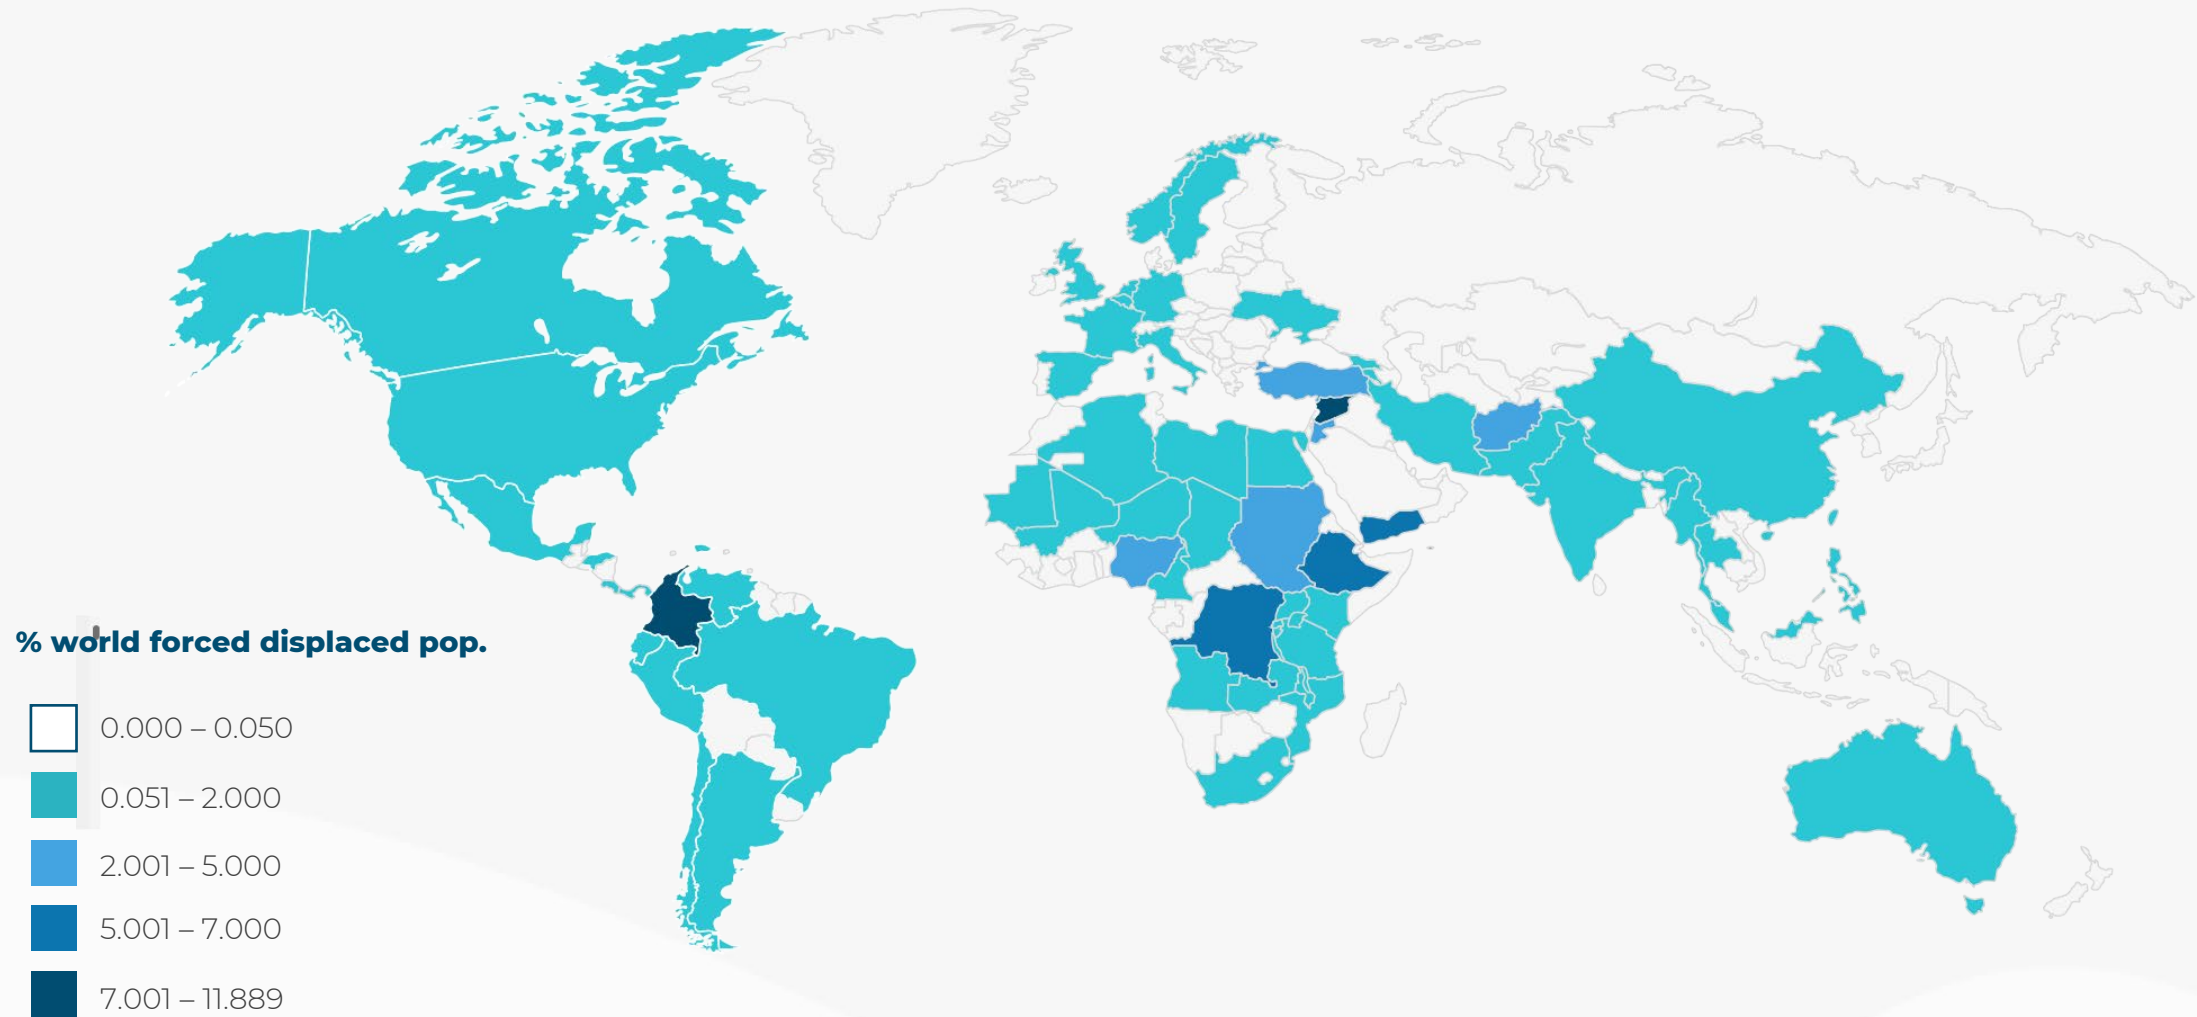 % world forced displaced pop.
0.000 – 0.050
0.051 – 2.000
2.001 – 5.000
5.001 – 7.000
7.001 – 11.889